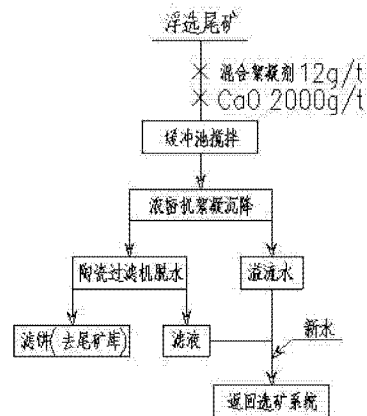 浮选尾矿
混合絮凝剂 12g/t
CaO 2000g/t
缓冲池搅拌
浓密机絮凝沉降
陶瓷过滤机脱水
溢流水
滤饼(去尾矿库)
滤液
新水
返回选矿系统